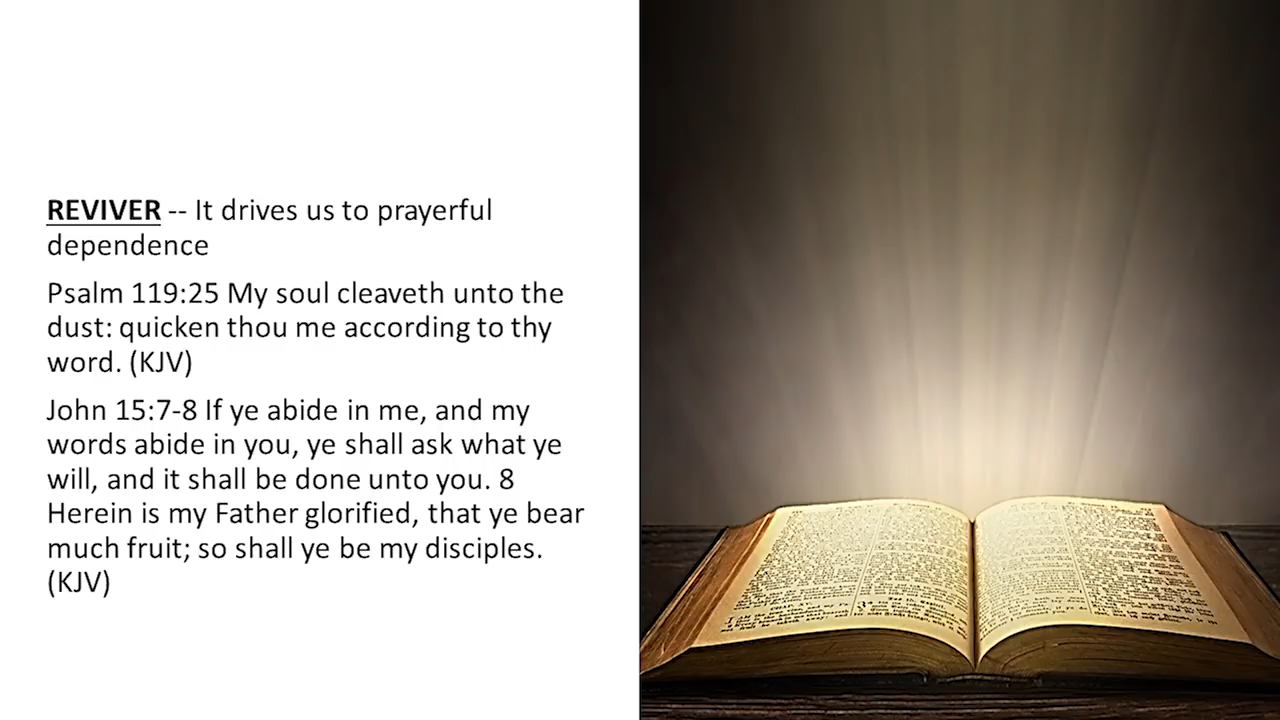 REVIVER -- It drives us to prayerful
dependence
Psalm 119:25 My soul cleaveth unto the
dust: quicken thou me according to thy
word. (KJV)
John 15:7-8 If ye abide in me, and my
words abide in you, ye shall ask what ye
will, and it shall be done unto you. 8
Herein is my Father glorified, that ye bear
much fruit; so shall ye be my disciples.
(KJV)